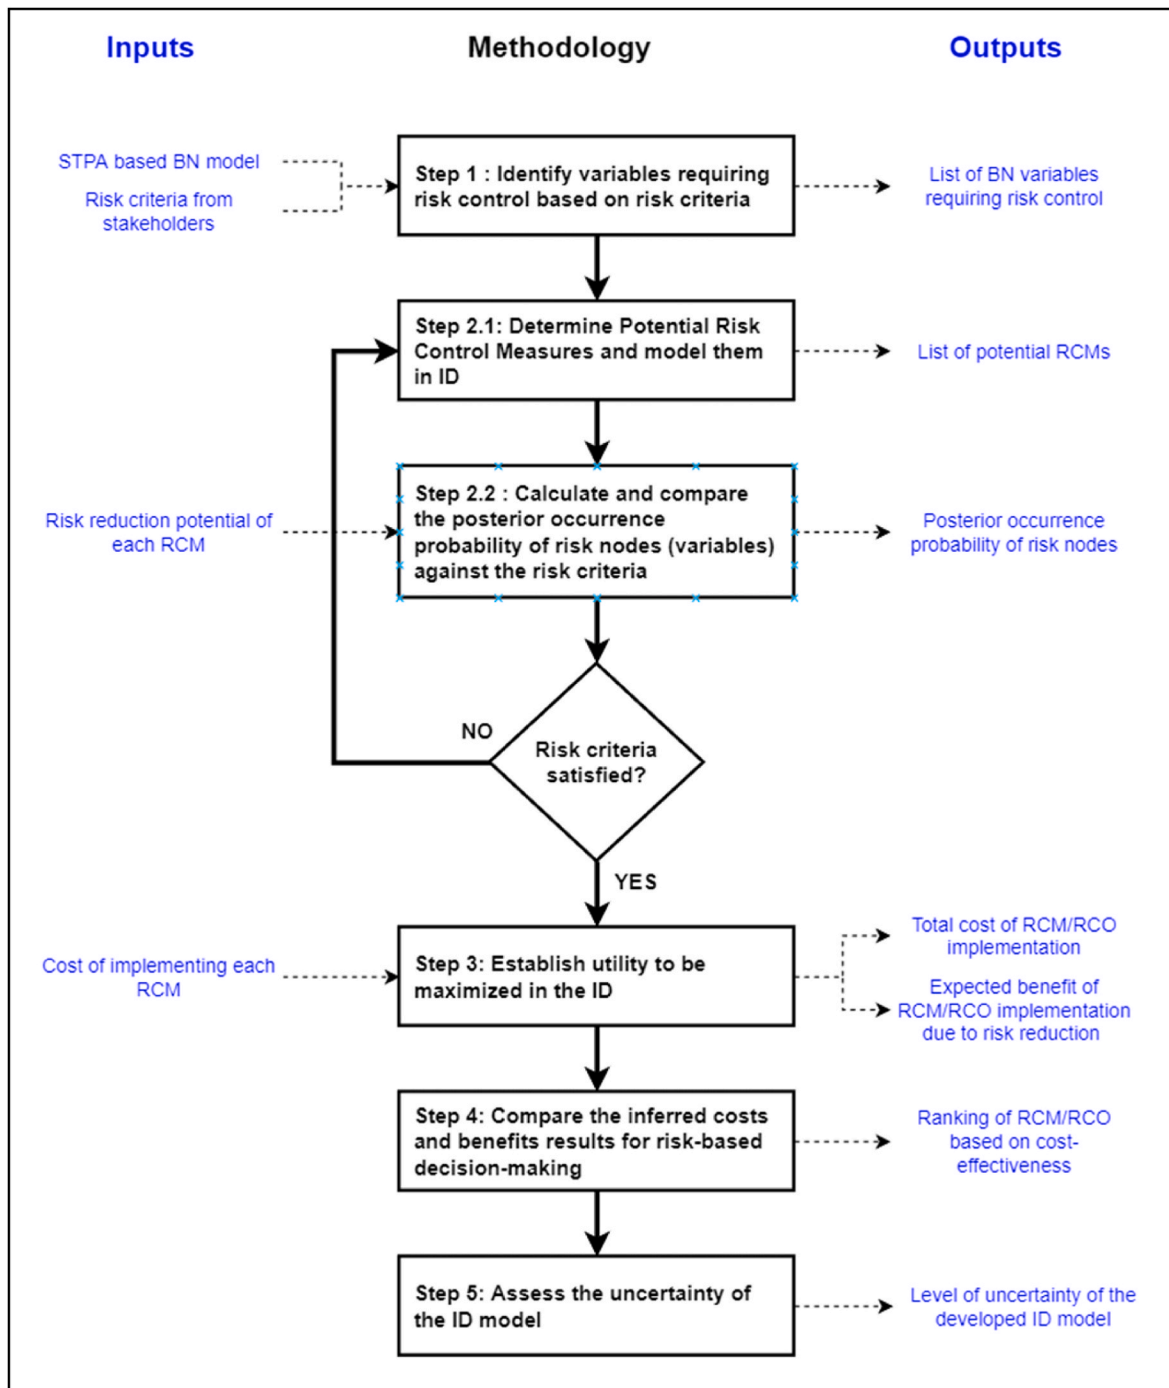 Inputs
Methodology
Outputs
STPA based BN model
Risk criteria from
stakeholders
Step 1 : Identify variables requiring
risk control based on risk criteria
List of BN variables
requiring risk control
Step 2.1: Determine Potential Risk
Control Measures and model them
in ID
List of potential RCMs
Risk reduction potential of
each RCM
Step 2.2 : Calculate and compare
the posterior occurrence
probability of risk nodes (variables)
against the risk criteria
Posterior occurrence
probability of risk nodes
NO
Risk criteria
satisfied?
YES
Cost of implementing each
RCM
Step 3: Establish utility to be
maximized in the ID
Total cost of RCM/RCO
implementation
Expected benefit of
RCM/RCO implementation
due to risk reduction
Step 4: Compare the inferred costs
and benefits results for risk-based
decision-making
Ranking of RCM/RCO
based on cost-
effectiveness
Step 5: Assess the uncertainty of
the ID model
Level of uncertainty of the
developed ID model